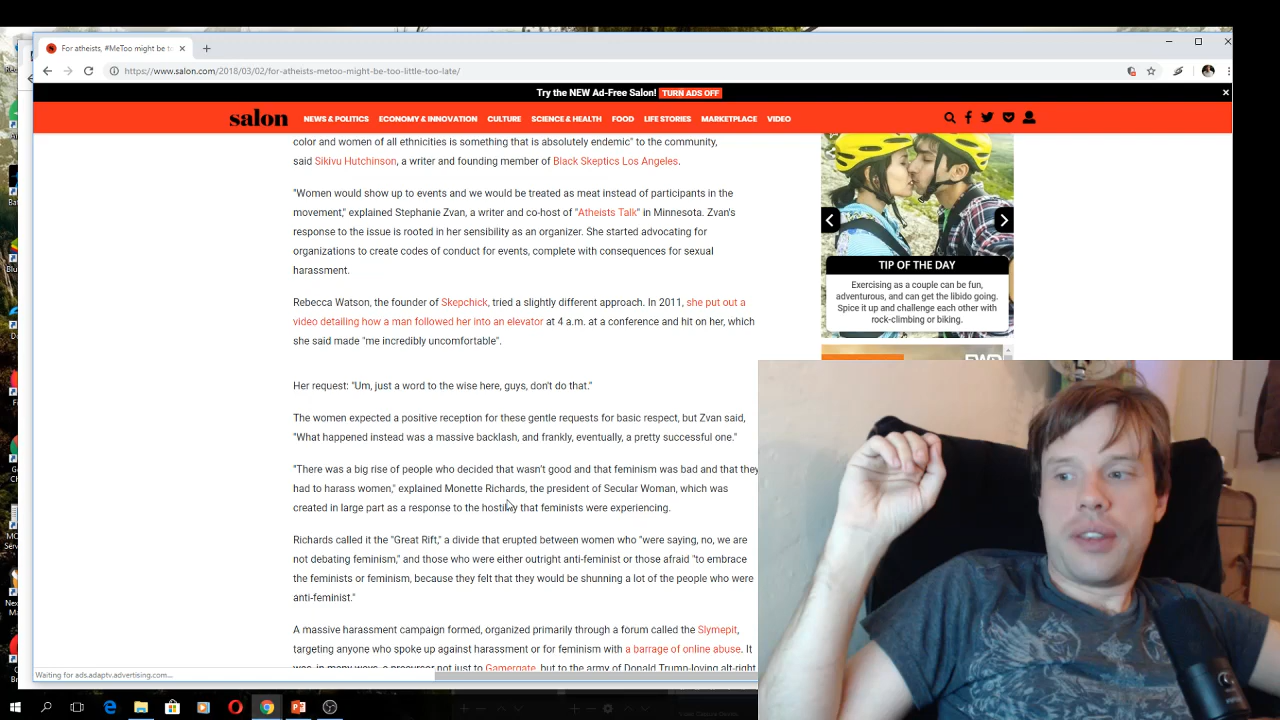 For atheists, #MeToo might be to
https://www.salon.com/2018/03/02/for-atheists-metoo-might-be-too-little-too-late/
Try the NEW Ad-Free Salon! TURN ADS OFF
salon NEWS & POLITICS ECONOMY & INNOVATION CULTURE SCIENCE & HEALTH FOOD LIFE STORIES MARKETPLACE VIDEO
color and women of all ethnicities is something that is absolutely endemic" to the community,
said Sikivu Hutchinson, a writer and founding member of Black Skeptics Los Angeles.
"Women would show up to events and we would be treated as meat instead of participants in the
movement," explained Stephanie Zvan, a writer and co-host of "Atheists Talk" in Minnesota. Zvan's
response to the issue is rooted in her sensibility as an organizer. She started advocating for
organizations to create codes of conduct for events, complete with consequences for sexual
harassment.
Rebecca Watson, the founder of Skepchick, tried a slightly different approach. In 2011, she put out a
video detailing how a man followed her into an elevator at 4 a.m. at a conference and hit on her, which
she said made "me incredibly uncomfortable".
Her request: "Um, just a word to the wise here, guys, don't do that."
The women expected a positive reception for these gentle requests for basic respect, but Zvan said,
"What happened instead was a massive backlash, and frankly, eventually, a pretty successful one."
"There was a big rise of people who decided that wasn't good and that feminism was bad and that they
had to harass women," explained Monette Richards, the president of Secular Woman, which was
created in large part as a response to the hostility that feminists were experiencing.
Richards called it the "Great Rift," a divide that erupted between women who "were saying, no, we are
not debating feminism," and those who were either outright anti-feminist or those afraid "to embrace
the feminists or feminism, because they felt that they would be shunning a lot of the people who were
anti-feminist."
A massive harassment campaign formed, organized primarily through a forum called the Slymepit,
targeting anyone who spoke up against harassment or for feminism with a barrage of online abuse. It
was, in many ways, a precursor not just to Gamergate, but to the army of Donald Trump-loving alt-right
TIP OF THE DAY
Exercising as a couple can be fun,
adventurous, and can get the libido going.
Spice it up and challenge each other with
rock-climbing or biking.
Waiting for ads.adaptv.advertising.com...